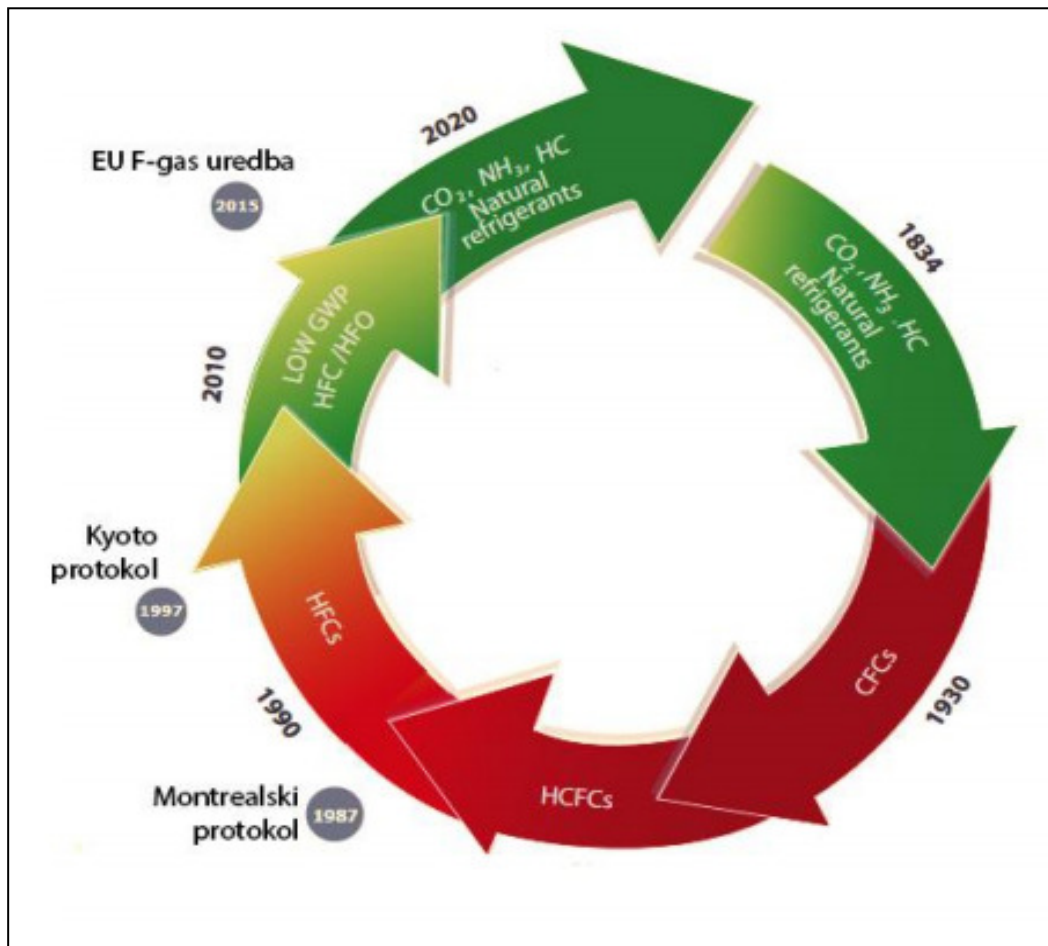 1834
CO₂, NH₃, HC
Natural
refrigerants
1930
CFCs
HCFCs
Montrealski
protokol
1987
1990
HFCs
Kyoto
protokol
1997
2010
LOW GWP
HFC /HFO
EU F-gas uredba
2015
2020
CO₂, NH₃, HC
Natural
refrigerants